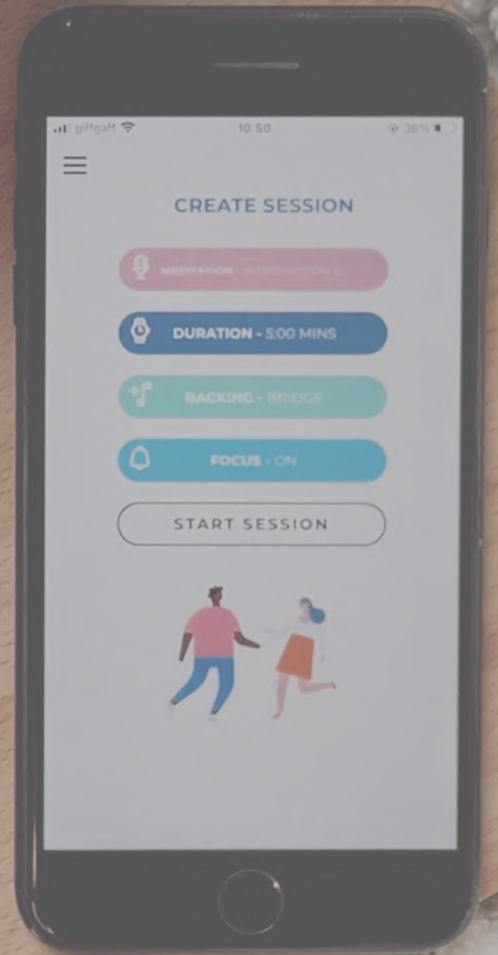 giffgaff 10:50 36%
CREATE SESSION
MEDITATION - INTRODUCTION
DURATION - 5:00 MINS
BACKING - BRIDGE
FOCUS - ON
START SESSION